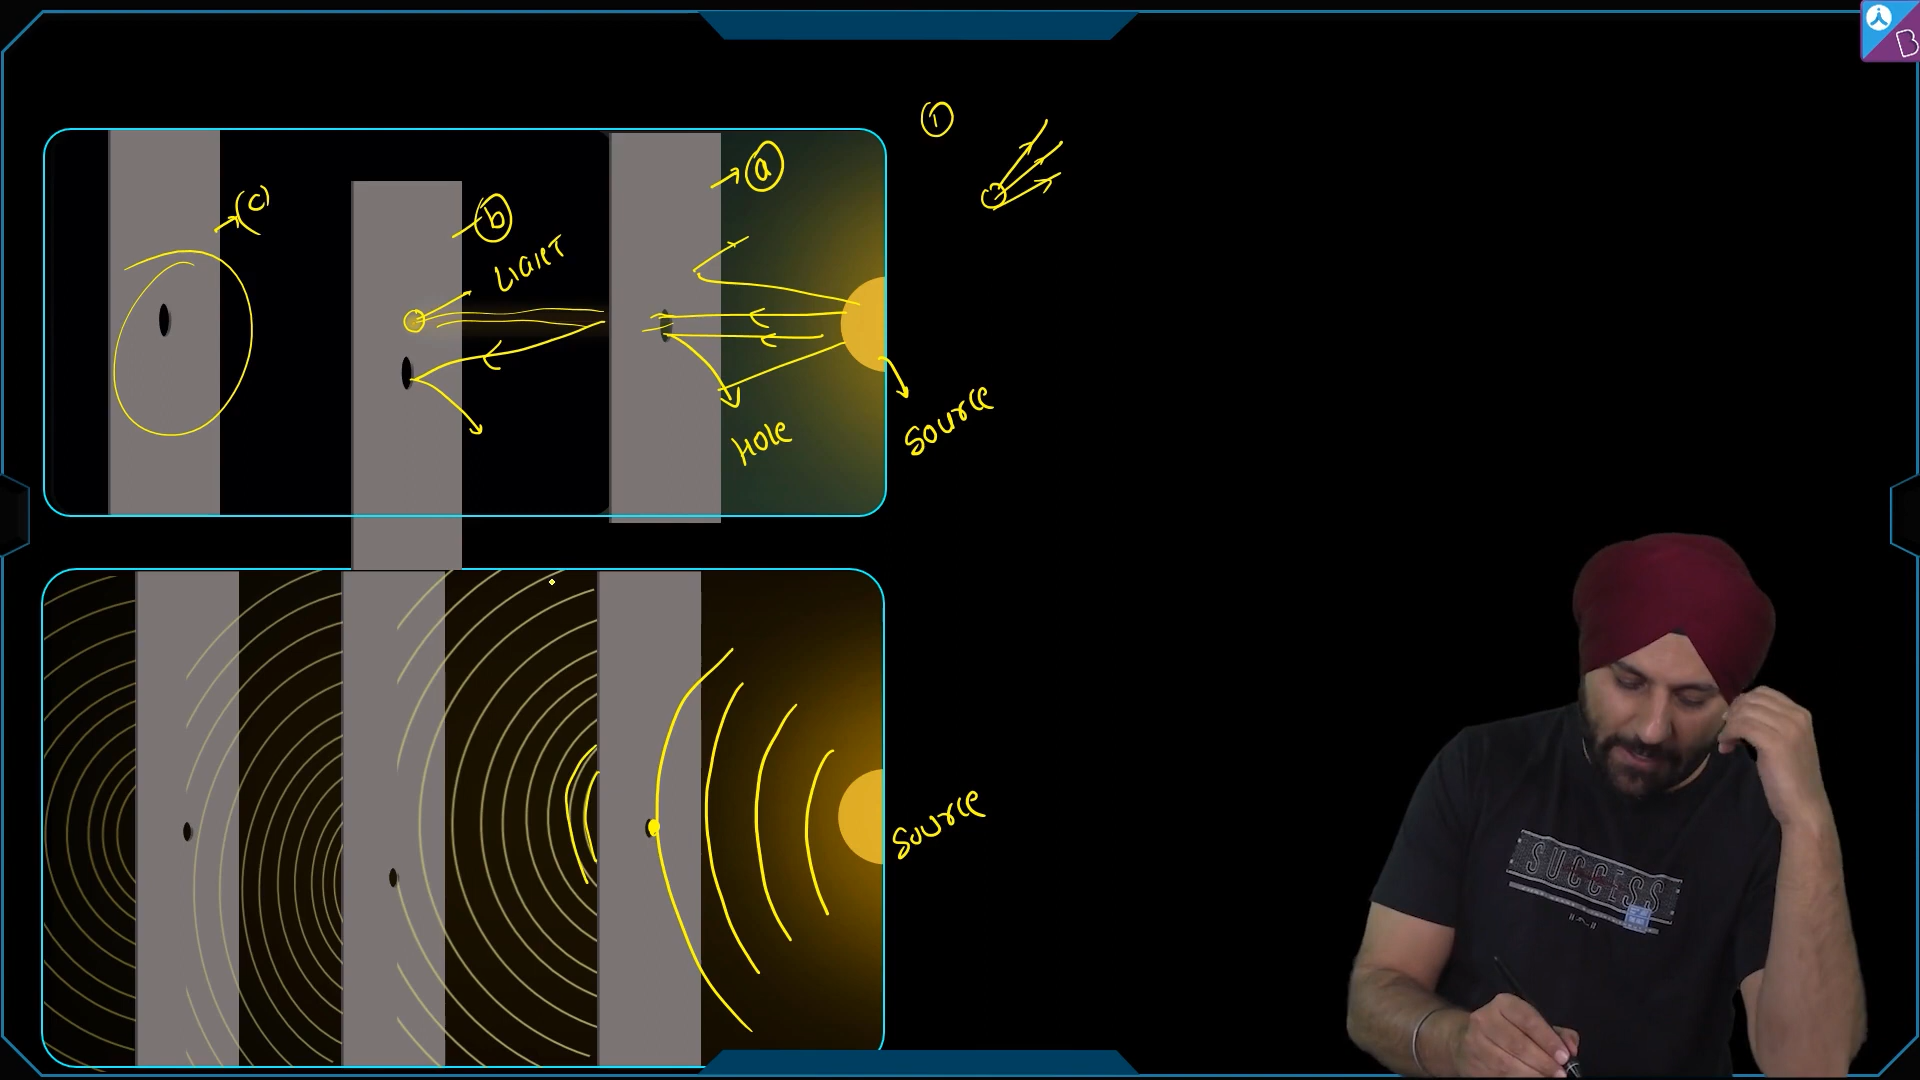 ①
→ⓐ
→(c)
ⓑ
LIGHT
HOLE
Source
Source
SUCCESS
B